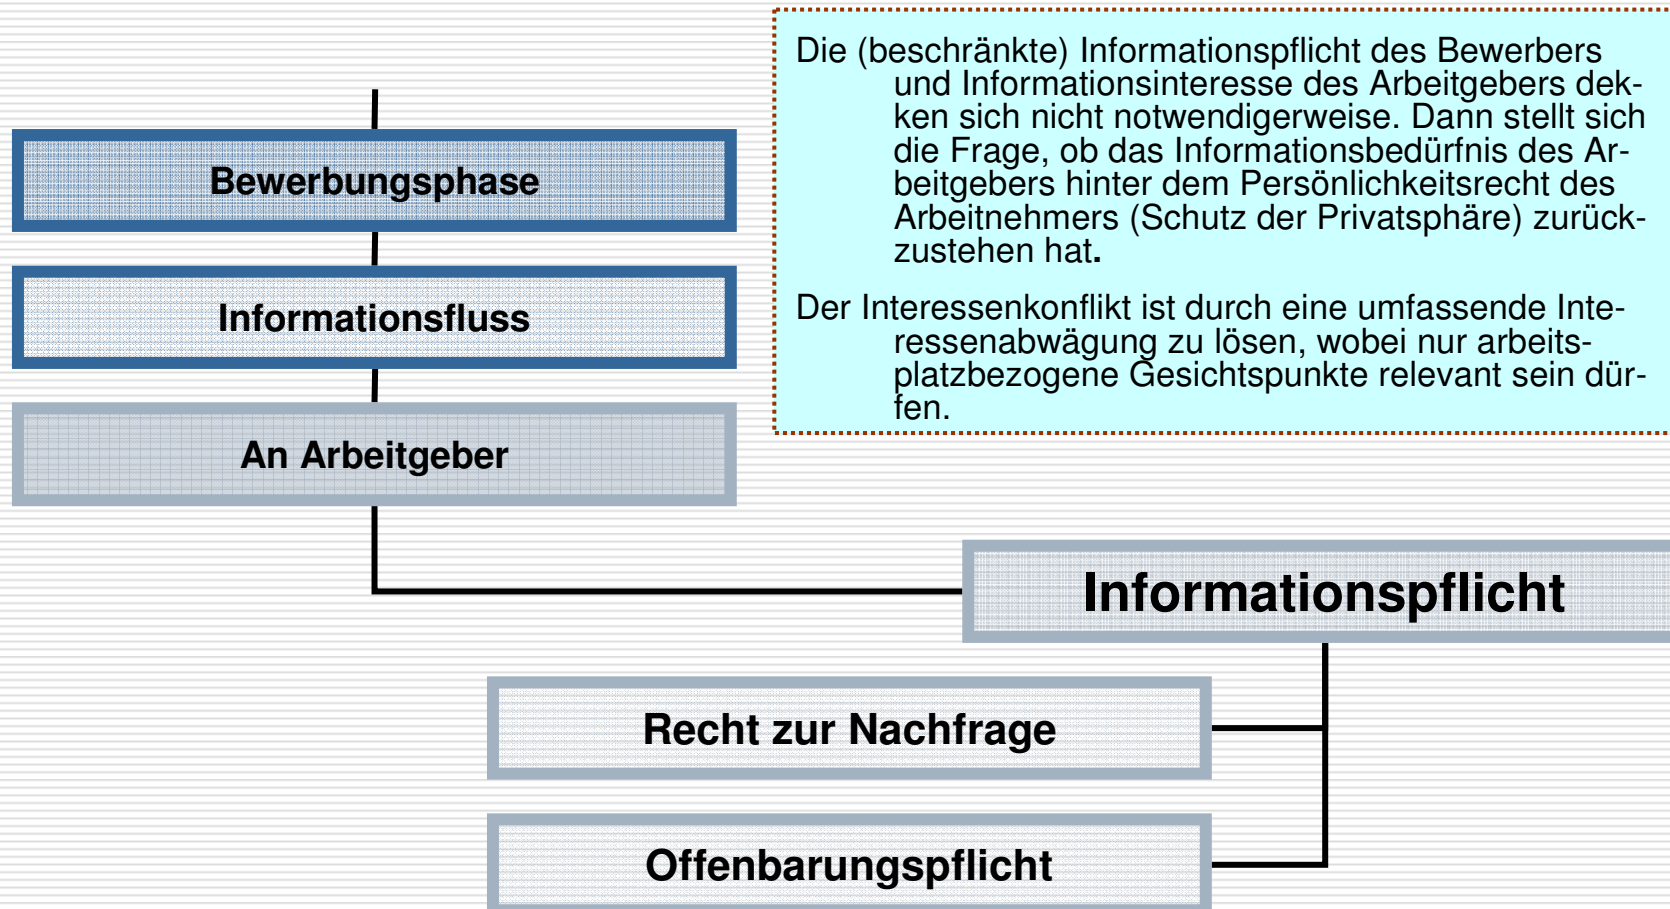 Die (beschränkte) Informationspflicht des Bewerbers
und Informationsinteresse des Arbeitgebers dek-
ken sich nicht notwendigerweise. Dann stellt sich
die Frage, ob das Informationsbedürfnis des Ar-
beitgebers hinter dem Persönlichkeitsrecht des
Arbeitnehmers (Schutz der Privatsphäre) zurück-
zustehen hat.
Der Interessenkonflikt ist durch eine umfassende Inte-
ressenabwägung zu lösen, wobei nur arbeits-
platzbezogene Gesichtspunkte relevant sein dür-
fen.
Bewerbungsphase
Informationsfluss
An Arbeitgeber
Informationspflicht
Recht zur Nachfrage
Offenbarungspflicht